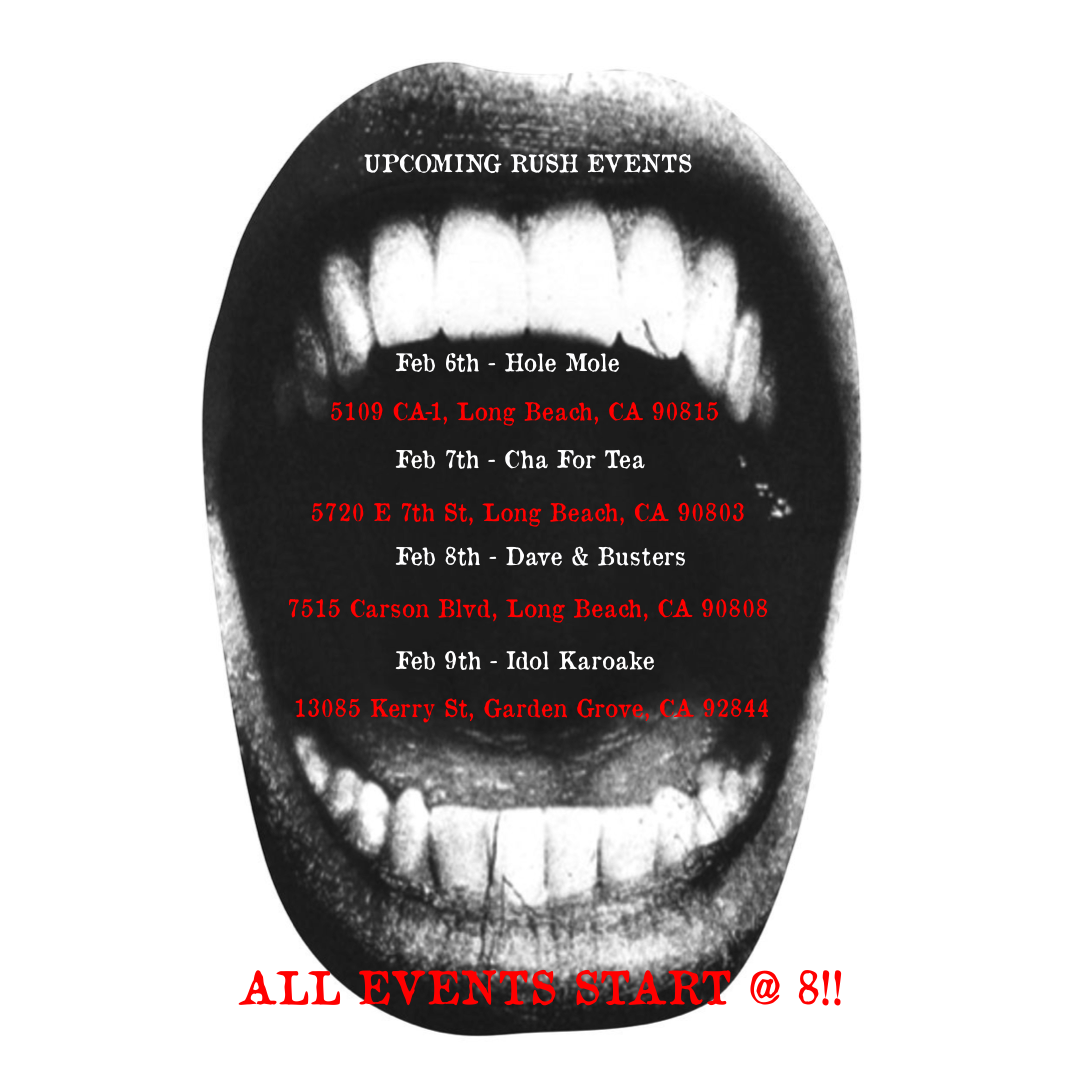 UPCOMING RUSH EVENTS
Feb 6th - Hole Mole
5109 CA-1, Long Beach, CA 90815
Feb 7th - Cha For Tea
5720 E 7th St, Long Beach, CA 90803
Feb 8th - Dave & Busters
7515 Carson Blvd, Long Beach, CA 90808
Feb 9th - Idol Karoake
13085 Kerry St, Garden Grove, CA 92844
ALL EVENTS START @ 8!!